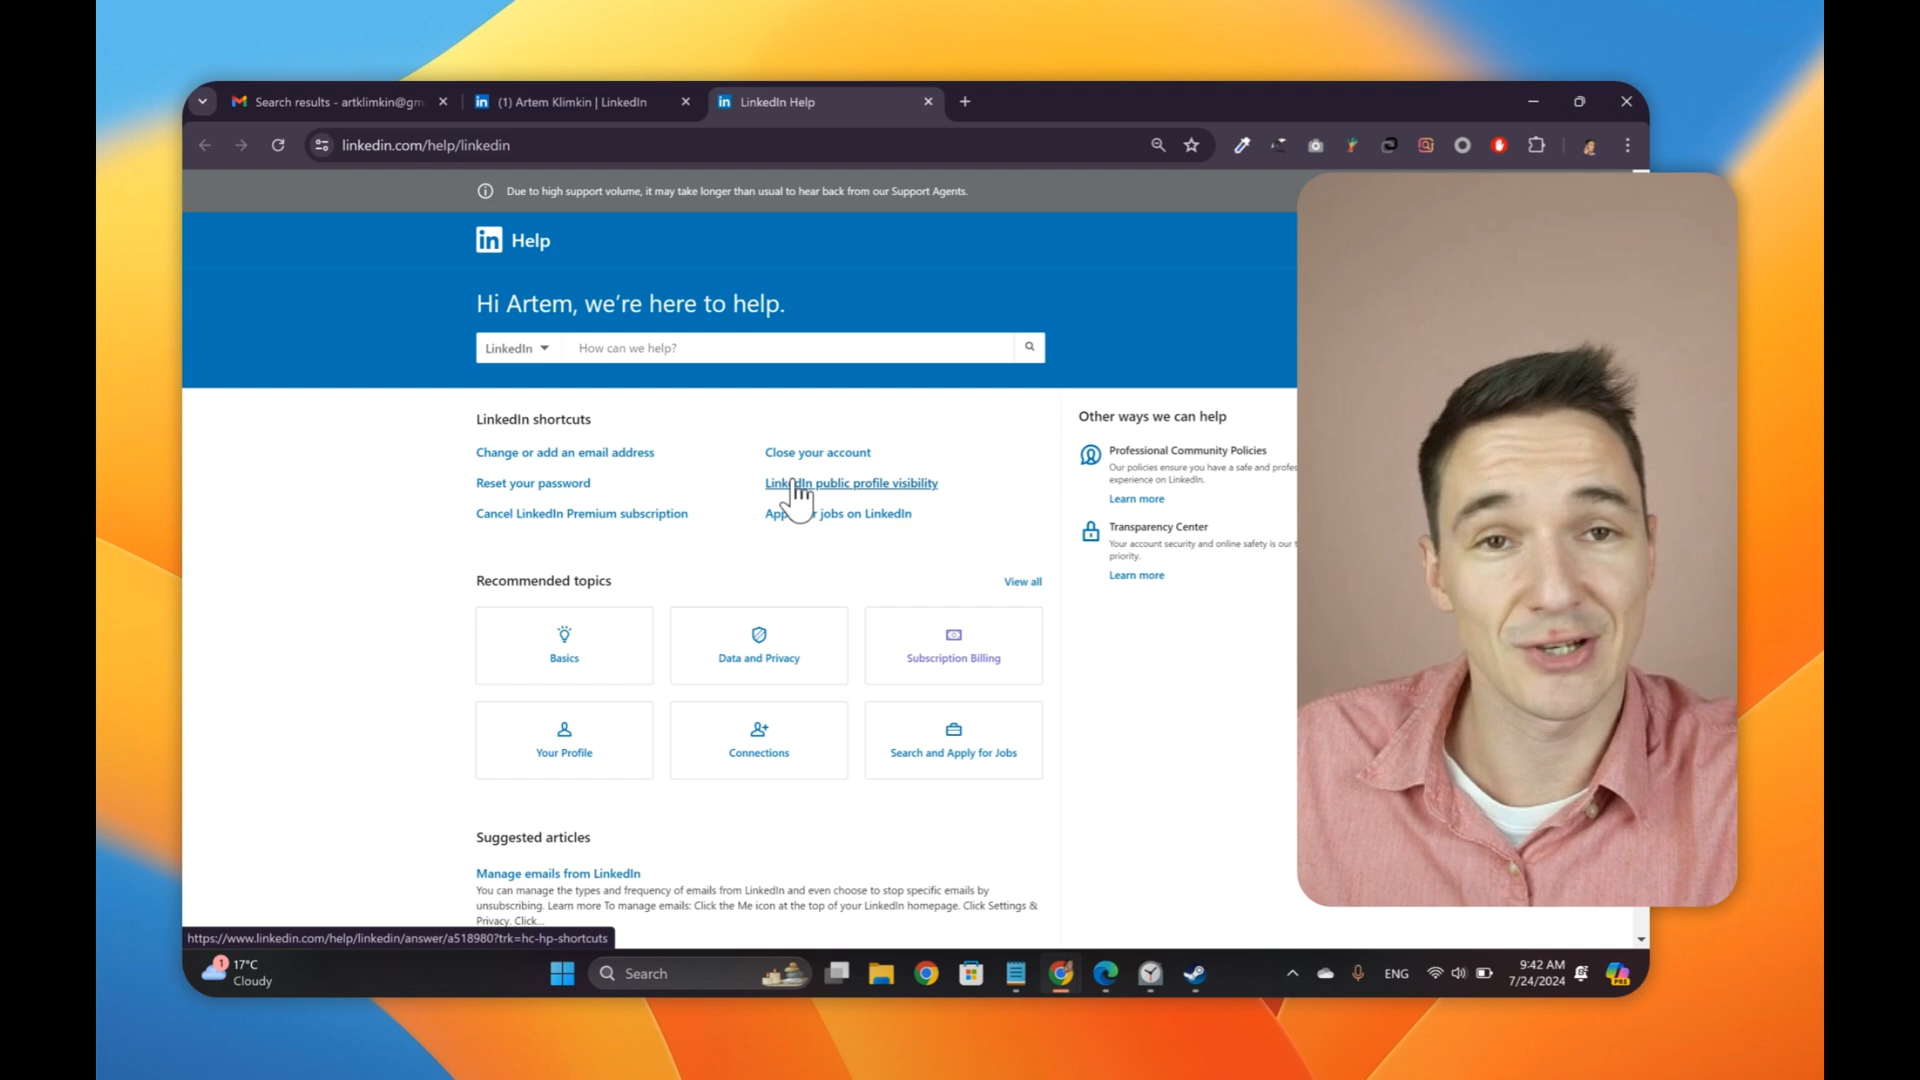 Search results - artklimkin@gm
(1) Artem Klimkin | LinkedIn
LinkedIn Help
linkedin.com/help/linkedin
Due to high support volume, it may take longer than usual to hear back from our Support Agents.
in Help
Hi Artem, we're here to help.
LinkedIn
How can we help?
LinkedIn shortcuts
Change or add an email address
Close your account
Reset your password
LinkedIn public profile visibility
Cancel LinkedIn Premium subscription
App jobs on LinkedIn
Other ways we can help
Professional Community Policies
Our policies ensure you have a safe and profes
experience on LinkedIn.
Learn more
Transparency Center
Your account security and online safety is our t
priority.
Learn more
Recommended topics
View all
Basics
Data and Privacy
Subscription Billing
Your Profile
Connections
Search and Apply for Jobs
Suggested articles
Manage emails from LinkedIn
You can manage the types and frequency of emails from LinkedIn and even choose to stop specific emails by
unsubscribing. Learn more To manage emails: Click the Me icon at the top of your LinkedIn homepage. Click Settings &
Privacy. Click...
https://www.linkedin.com/help/linkedin/answer/a518980?trk=hc-hp-shortcuts
1
17°C
Cloudy
Search
ENG
9:42 AM
7/24/2024
PRE